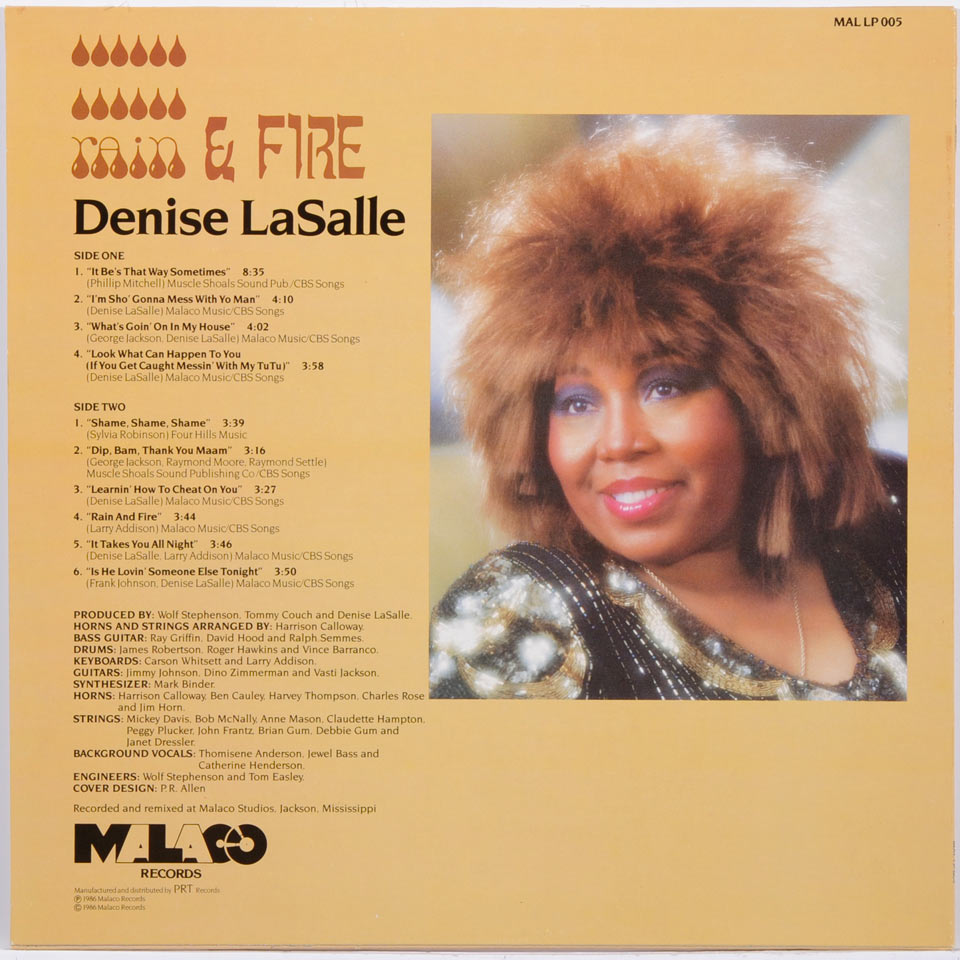 MAL LP 005
rain & FIRE
Denise LaSalle
SIDE ONE
1. "It Be's That Way Sometimes" 8:35
(Phillip Mitchell) Muscle Shoals Sound Pub./CBS Songs
2. "I'm Sho' Gonna Mess With Yo Man" 4:10
(Denise LaSalle) Malaco Music/CBS Songs
3. "What's Goin' On In My House" 4:02
(George Jackson, Denise LaSalle) Malaco Music/CBS Songs
4. "Look What Can Happen To You
(If You Get Caught Messin' With My TuTu)" 3:58
(Denise LaSalle) Malaco Music/CBS Songs
SIDE TWO
1. "Shame, Shame, Shame" 3:39
(Sylvia Robinson) Four Hills Music
2. "Dip, Bam, Thank You Maam" 3:16
(George Jackson, Raymond Moore, Raymond Settle)
Muscle Shoals Sound Publishing Co./CBS Songs
3. "Learnin' How To Cheat On You" 3:27
(Denise LaSalle) Malaco Music/CBS Songs
4. "Rain And Fire" 3:44
(Larry Addison) Malaco Music/CBS Songs
5. "It Takes You All Night" 3:46
(Denise LaSalle, Larry Addison) Malaco Music/CBS Songs
6. "Is He Lovin' Someone Else Tonight" 3:50
(Frank Johnson, Denise LaSalle) Malaco Music/CBS Songs
PRODUCED BY: Wolf Stephenson, Tommy Couch and Denise LaSalle.
HORNS AND STRINGS ARRANGED BY: Harrison Calloway.
BASS GUITAR: Ray Griffin, David Hood and Ralph Semmes.
DRUMS: James Robertson, Roger Hawkins and Vince Barranco.
KEYBOARDS: Carson Whitsett and Larry Addison.
GUITARS: Jimmy Johnson, Dino Zimmerman and Vasti Jackson.
SYNTHESIZER: Mark Binder.
HORNS: Harrison Calloway, Ben Cauley, Harvey Thompson, Charles Rose
and Jim Horn.
STRINGS: Mickey Davis, Bob McNally, Anne Mason, Claudette Hampton,
Peggy Plucker, John Frantz, Brian Gum, Debbie Gum and
Janet Dressler.
BACKGROUND VOCALS: Thomisene Anderson, Jewel Bass and
Catherine Henderson.
ENGINEERS: Wolf Stephenson and Tom Easley.
COVER DESIGN: P.R. Allen
Recorded and remixed at Malaco Studios, Jackson, Mississippi
MALACO
RECORDS
Manufactured and distributed by PRT Records
℗ 1986 Malaco Records
© 1986 Malaco Records